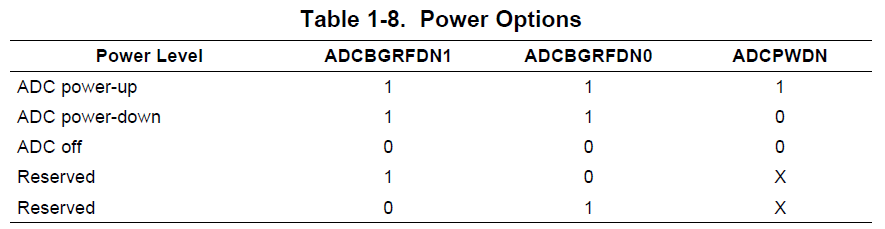 Table 1-8. Power Options
Power Level ADCBGRFDN1 ADCBGRFDN0 ADCPWDN
ADC power-up 1 1 1
ADC power-down 1 1 0
ADC off 0 0 0
Reserved 1 0 X
Reserved 0 1 X